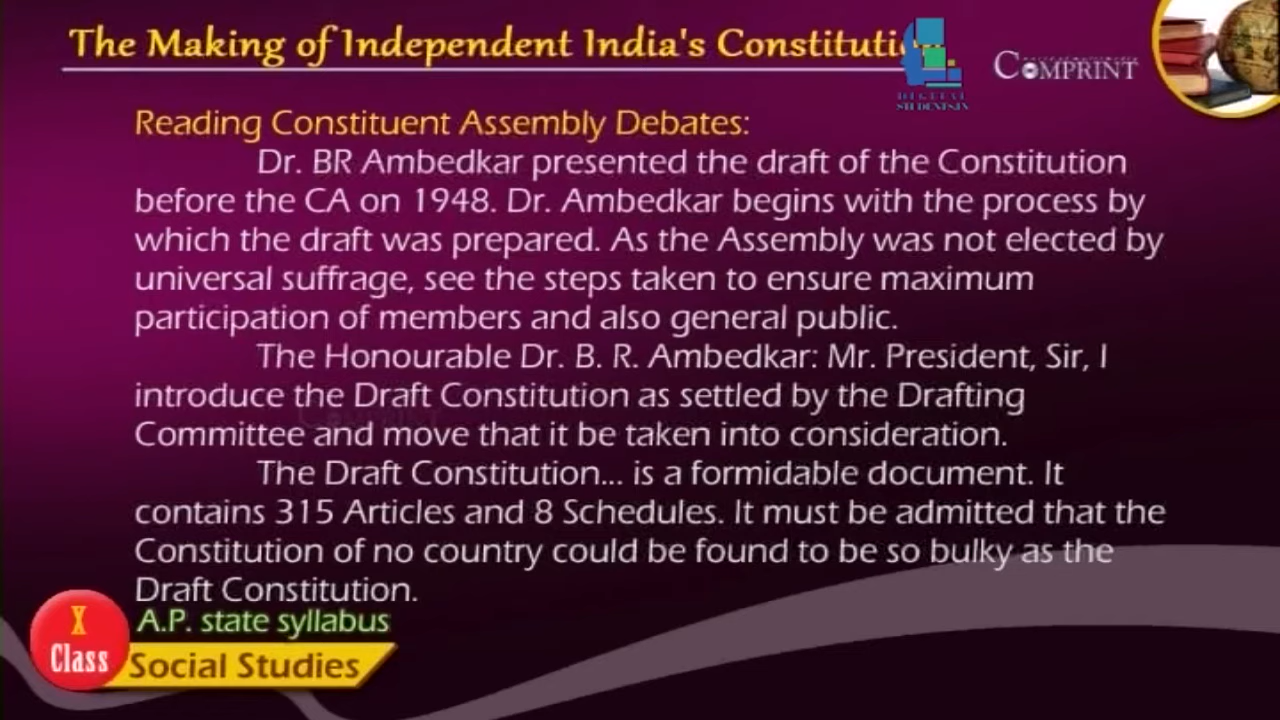 The Making of Independent India's Constituti
COMPRINT
DIGITAL
STUDENTS.IN
Reading Constituent Assembly Debates:
Dr. BR Ambedkar presented the draft of the Constitution
before the CA on 1948. Dr. Ambedkar begins with the process by
which the draft was prepared. As the Assembly was not elected by
universal suffrage, see the steps taken to ensure maximum
participation of members and also general public.
The Honourable Dr. B. R. Ambedkar: Mr. President, Sir, I
introduce the Draft Constitution as settled by the Drafting
Committee and move that it be taken into consideration.
The Draft Constitution... is a formidable document. It
contains 315 Articles and 8 Schedules. It must be admitted that the
Constitution of no country could be found to be so bulky as the
Draft Constitution.
A.P. state syllabus
X
Class
Social Studies